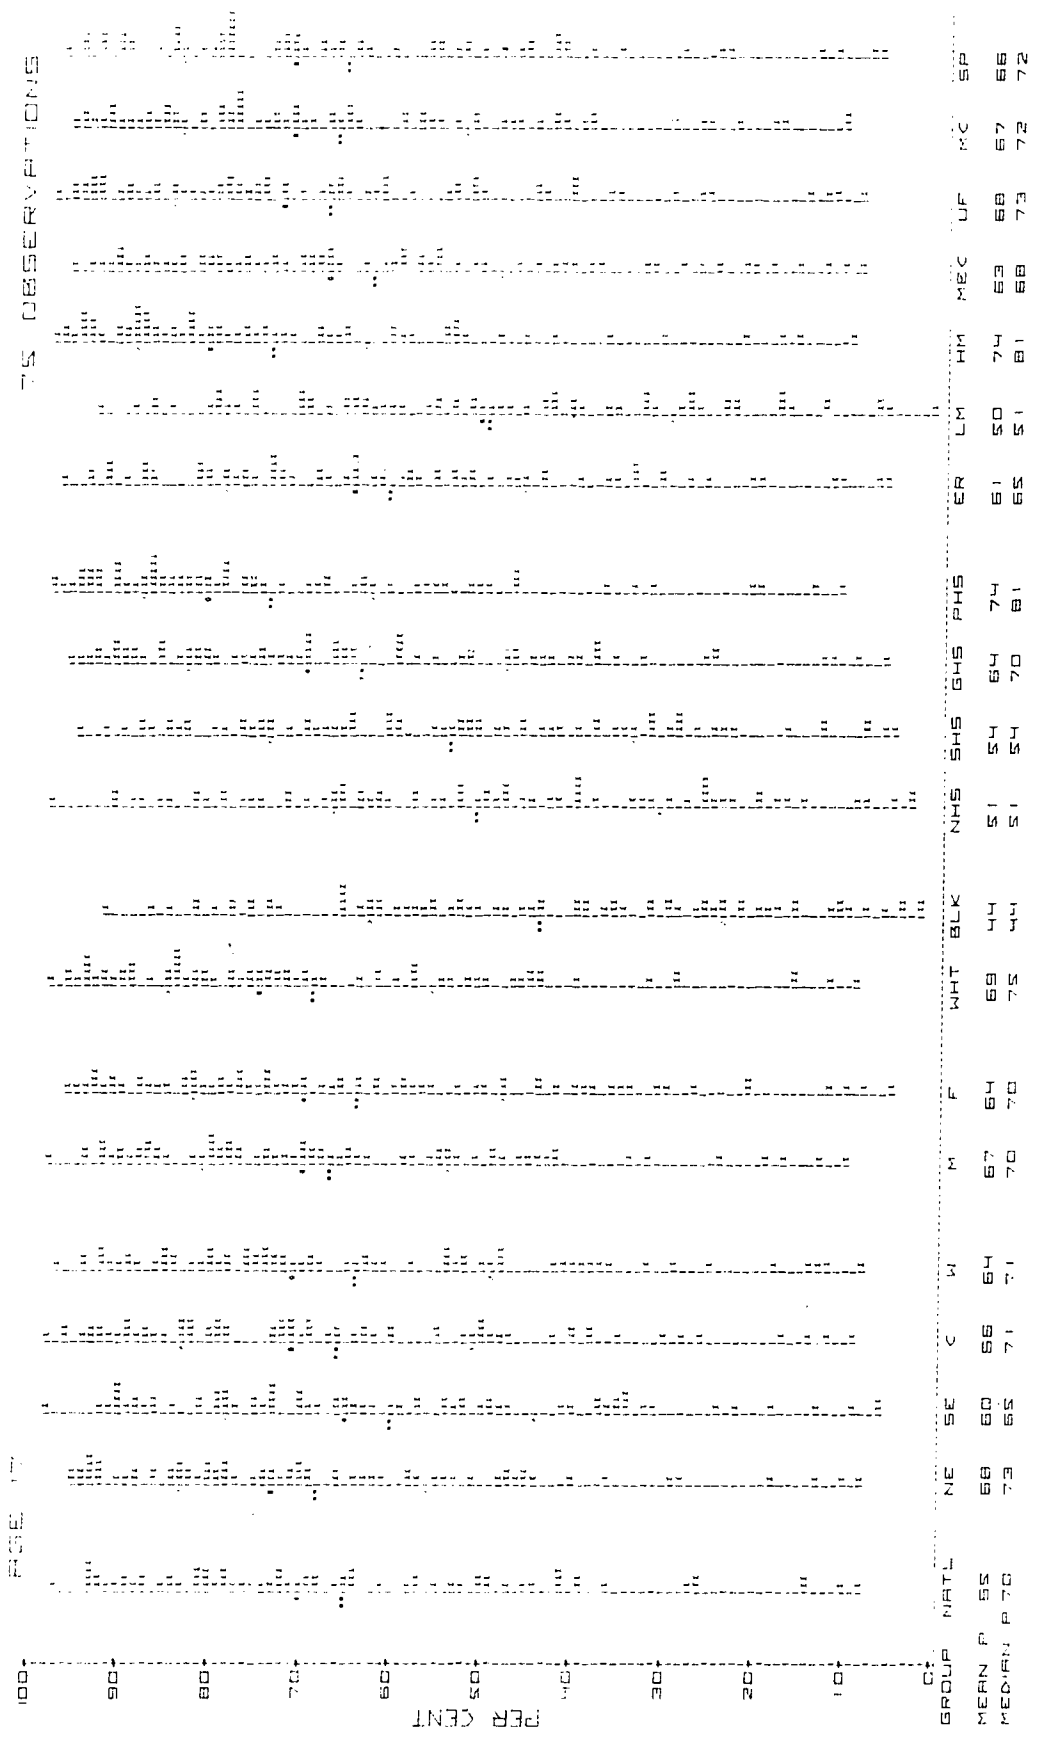 AGE 17
75 OBSERVATIONS
PER CENT
100
90
80
70
60
50
40
30
20
10
0
GROUP NATL NE SE C W M F WHT BLK NHS SHS GHS PHS ER LM HM MEC UF MC SP
MEAN P 65 68 60 66 64 67 64 69 44 51 54 64 74 61 50 74 63 68 67 66
MEDIAN P 70 73 65 71 71 70 70 75 44 51 54 70 81 65 51 81 68 73 72 72